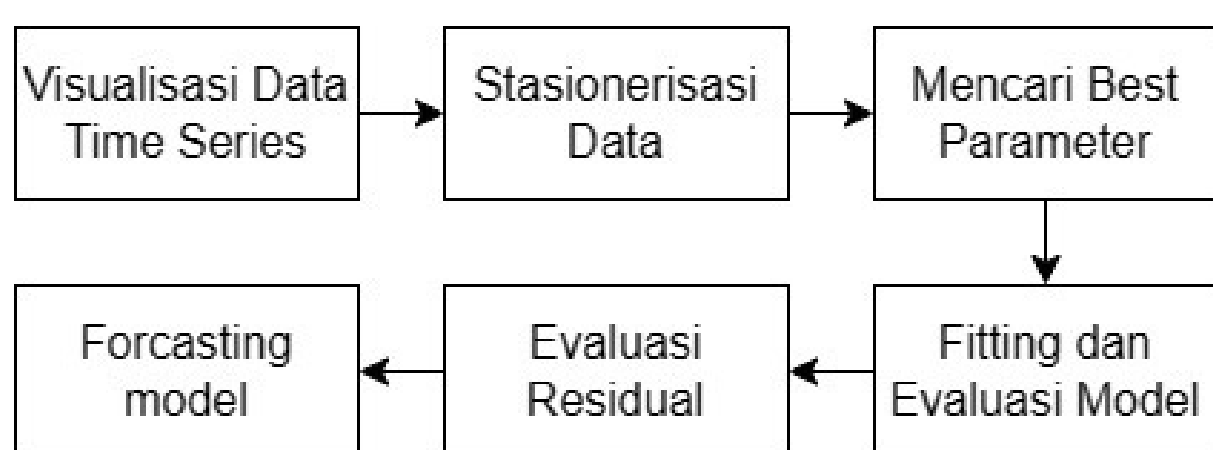 Visualisasi Data
Time Series
Stasionerisasi
Data
Mencari Best
Parameter
Fitting dan
Evaluasi Model
Evaluasi
Residual
Forcasting
model